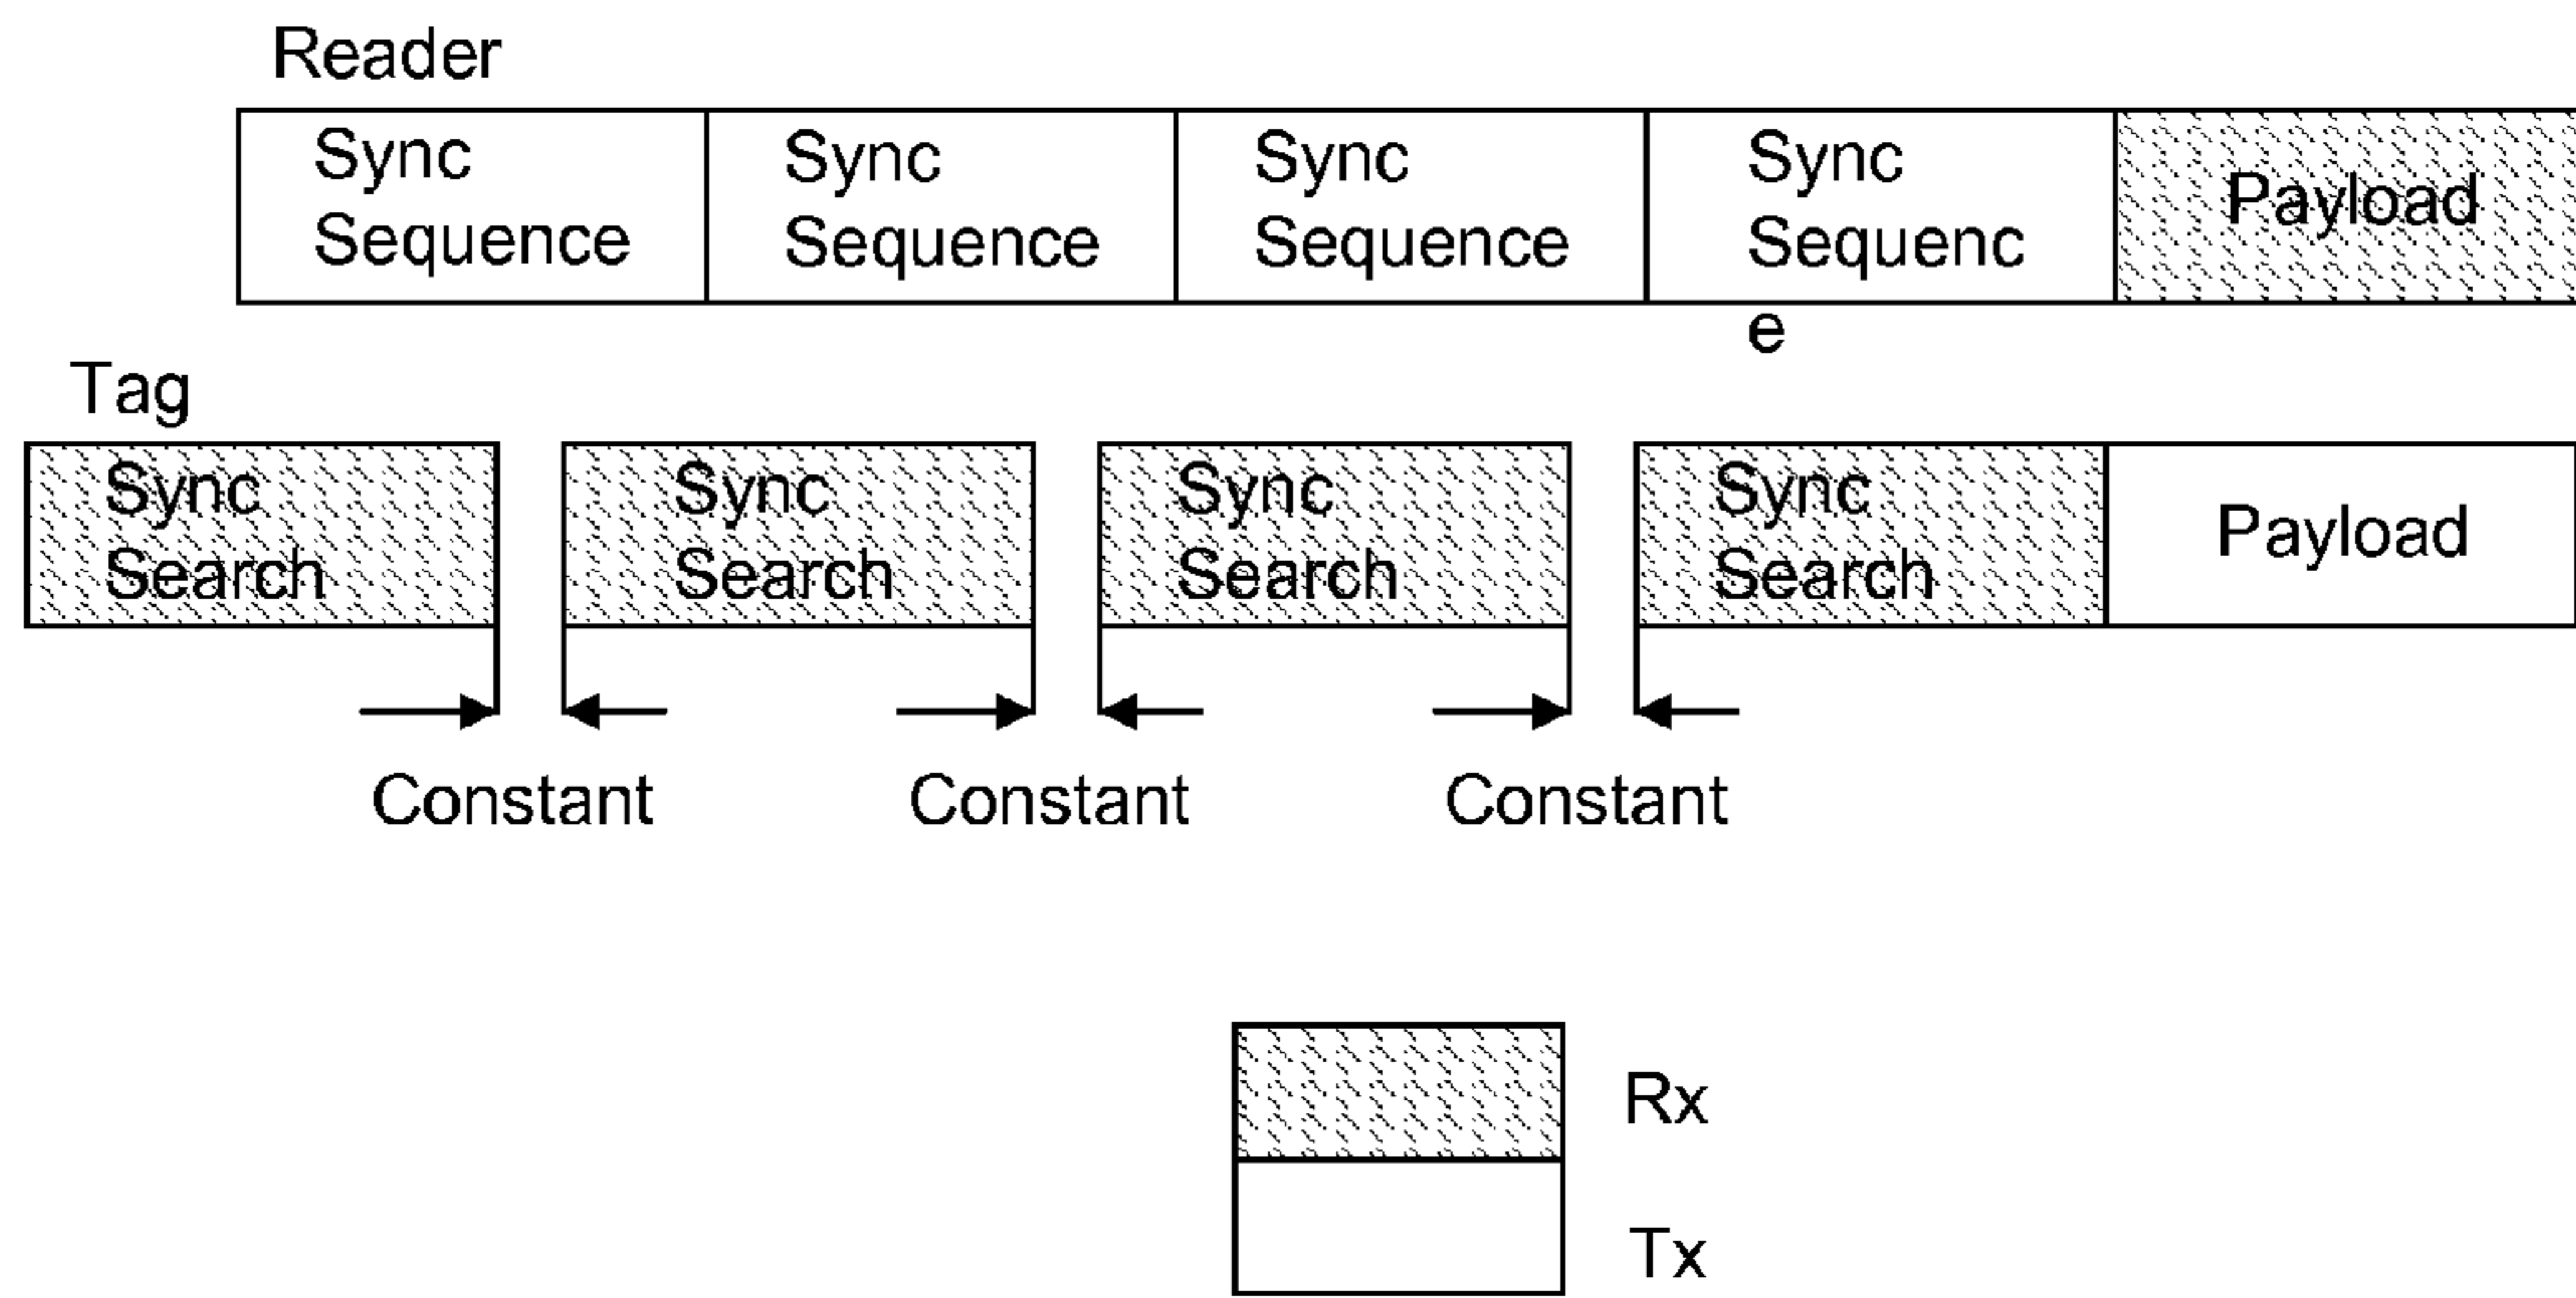 Reader
Sync
Sequence
Sync
Sequence
Sync
Sequence
Sync
Sequenc
e
Payload
Tag
Sync
Search
Sync
Search
Sync
Search
Sync
Search
Payload
Constant
Constant
Constant
Rx
Tx